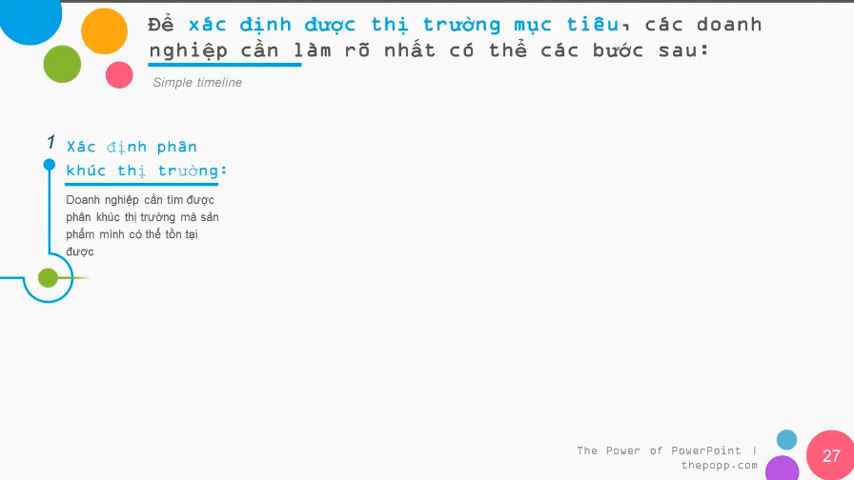 Để xác định được thị trường mục tiêu, các doanh
nghiệp cần làm rõ nhất có thể các bước sau:
Simple timeline
1
Xác định phân
khúc thị trường:
Doanh nghiệp cần tìm được
phân khúc thị trường mà sản
phẩm mình có thể tồn tại
được
The Power of PowerPoint |
thepopp.com
27